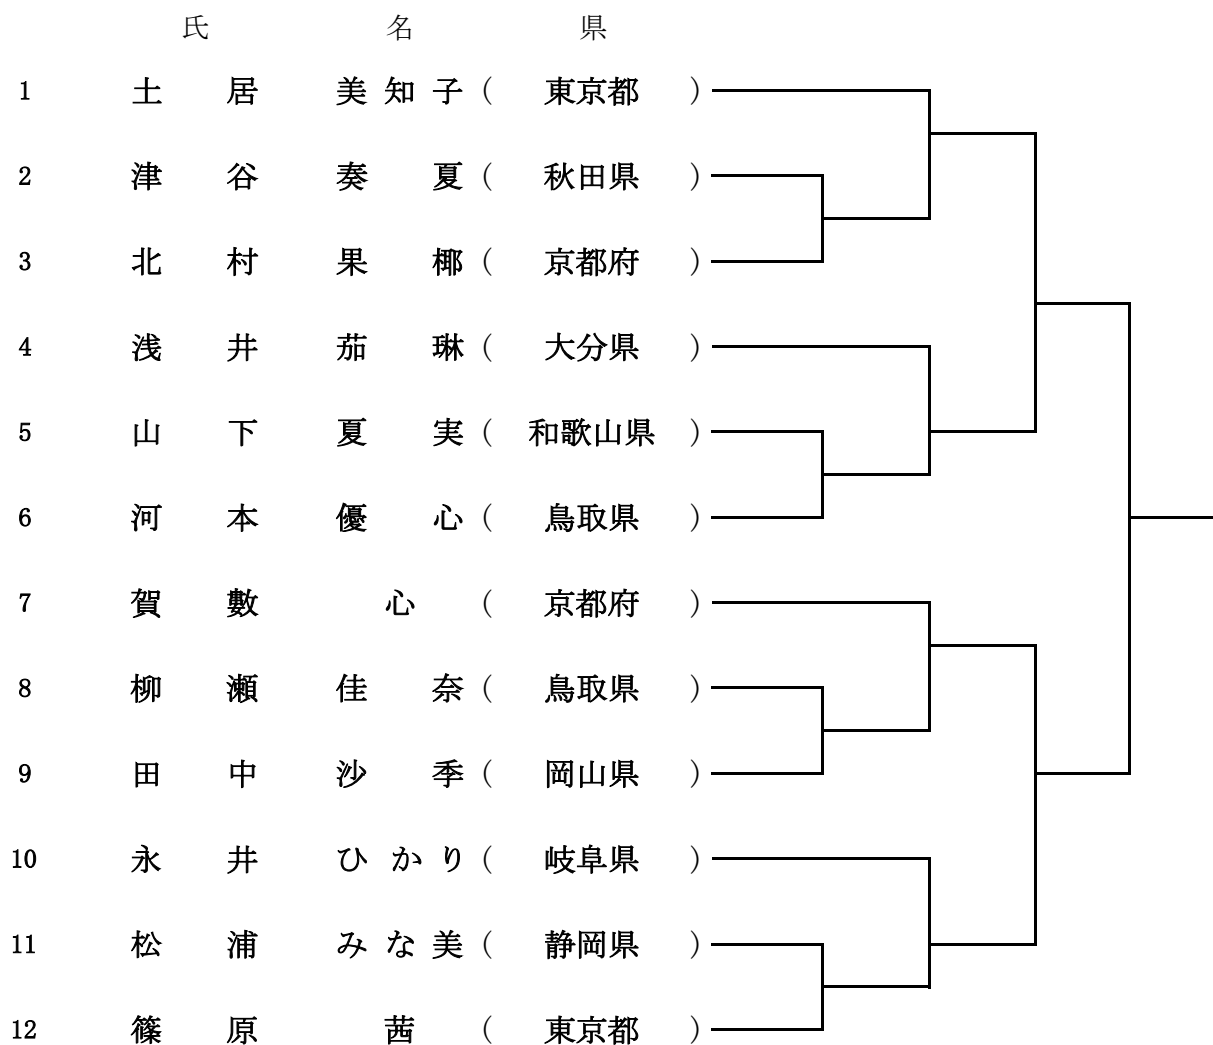 氏 名 県
1 土居 美知子 ( 東京都 )
2 津谷 奏夏 ( 秋田県 )
3 北村 果椰 ( 京都府 )
4 浅井 茄琳 ( 大分県 )
5 山下 夏実 ( 和歌山県 )
6 河本 優心 ( 鳥取県 )
7 賀數 心 ( 京都府 )
8 柳瀬 佳奈 ( 鳥取県 )
9 田中 沙季 ( 岡山県 )
10 永井 ひかり ( 岐阜県 )
11 松浦 みな美 ( 静岡県 )
12 篠原 茜 ( 東京都 )